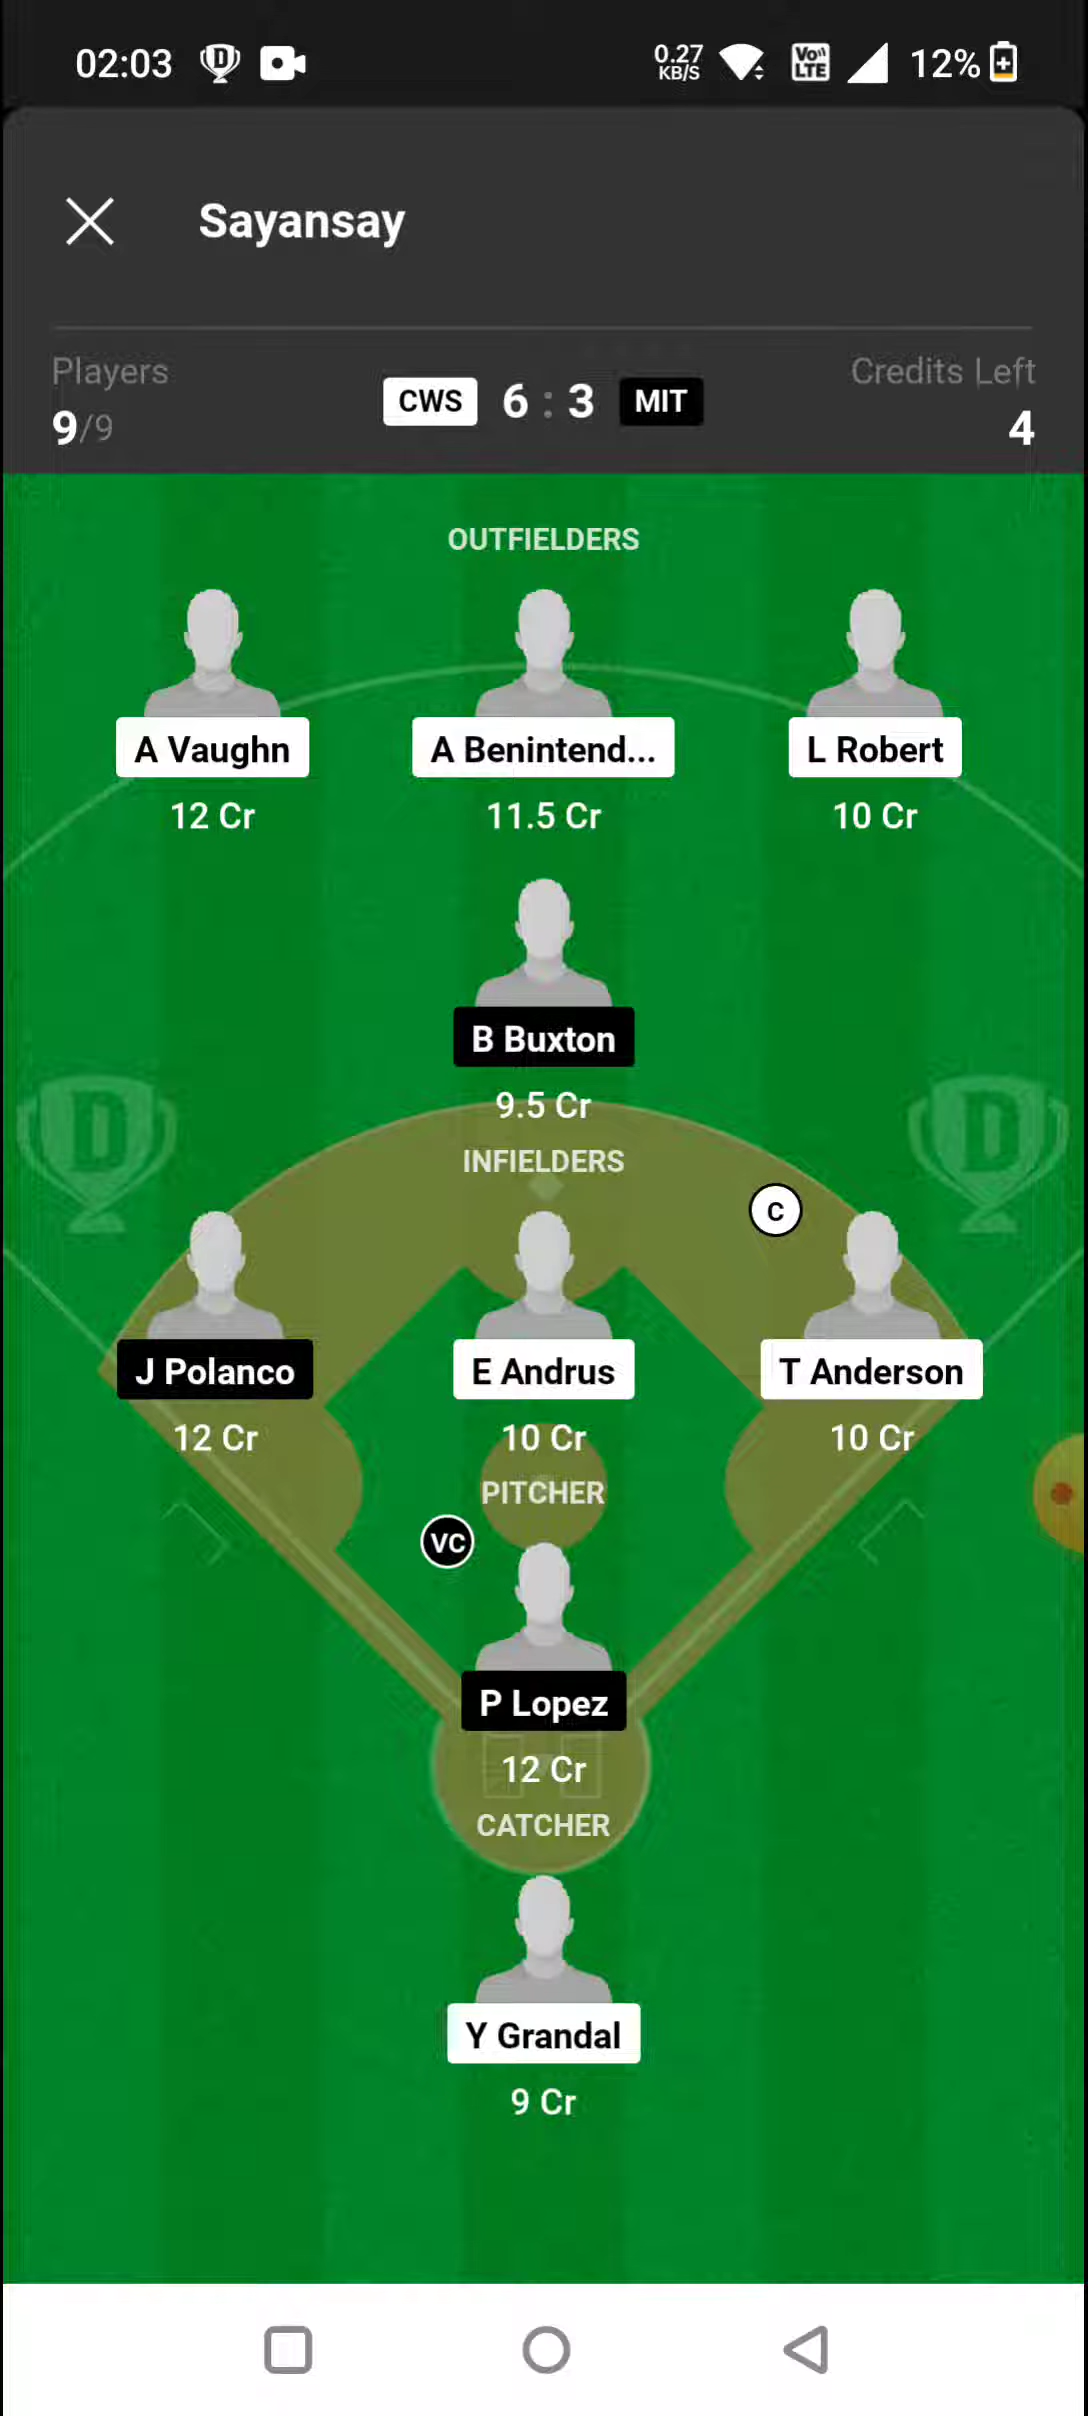 02:03
0.27
KB/S
Vo))
LTE
12%
Sayansay
Players
9/9
CWS 6 : 3 MIT
Credits Left
4
OUTFIELDERS
A Vaughn
12 Cr
A Benintend...
11.5 Cr
L Robert
10 Cr
B Buxton
9.5 Cr
D
D
INFIELDERS
J Polanco
12 Cr
E Andrus
10 Cr
C
T Anderson
10 Cr
PITCHER
VC
P Lopez
12 Cr
CATCHER
Y Grandal
9 Cr